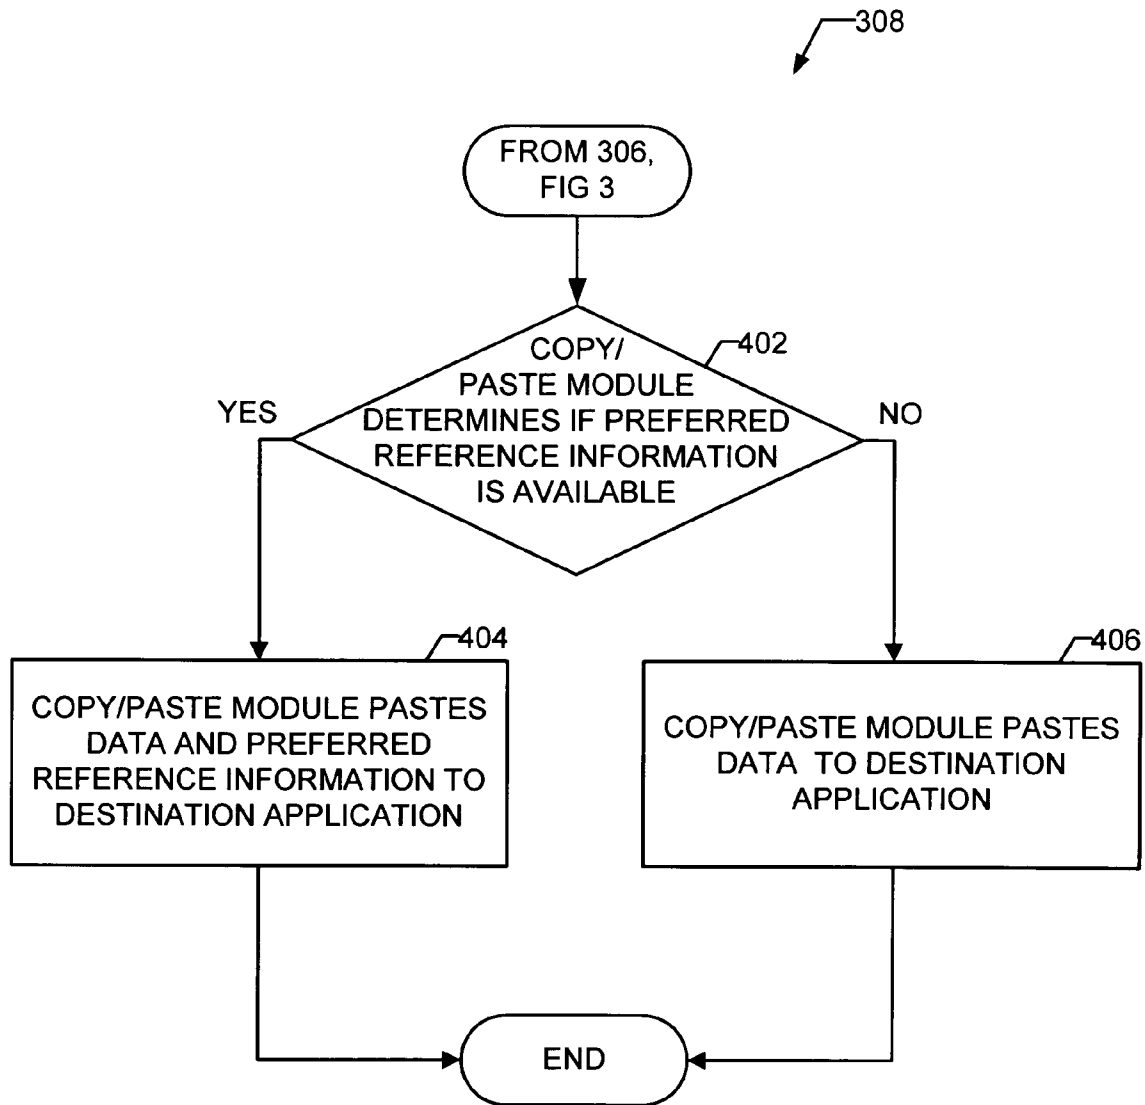 308
FROM 306,
FIG 3
402
COPY/
PASTE MODULE
DETERMINES IF PREFERRED
REFERENCE INFORMATION
IS AVAILABLE
YES
NO
404
COPY/PASTE MODULE PASTES
DATA AND PREFERRED
REFERENCE INFORMATION TO
DESTINATION APPLICATION
406
COPY/PASTE MODULE PASTES
DATA TO DESTINATION
APPLICATION
END